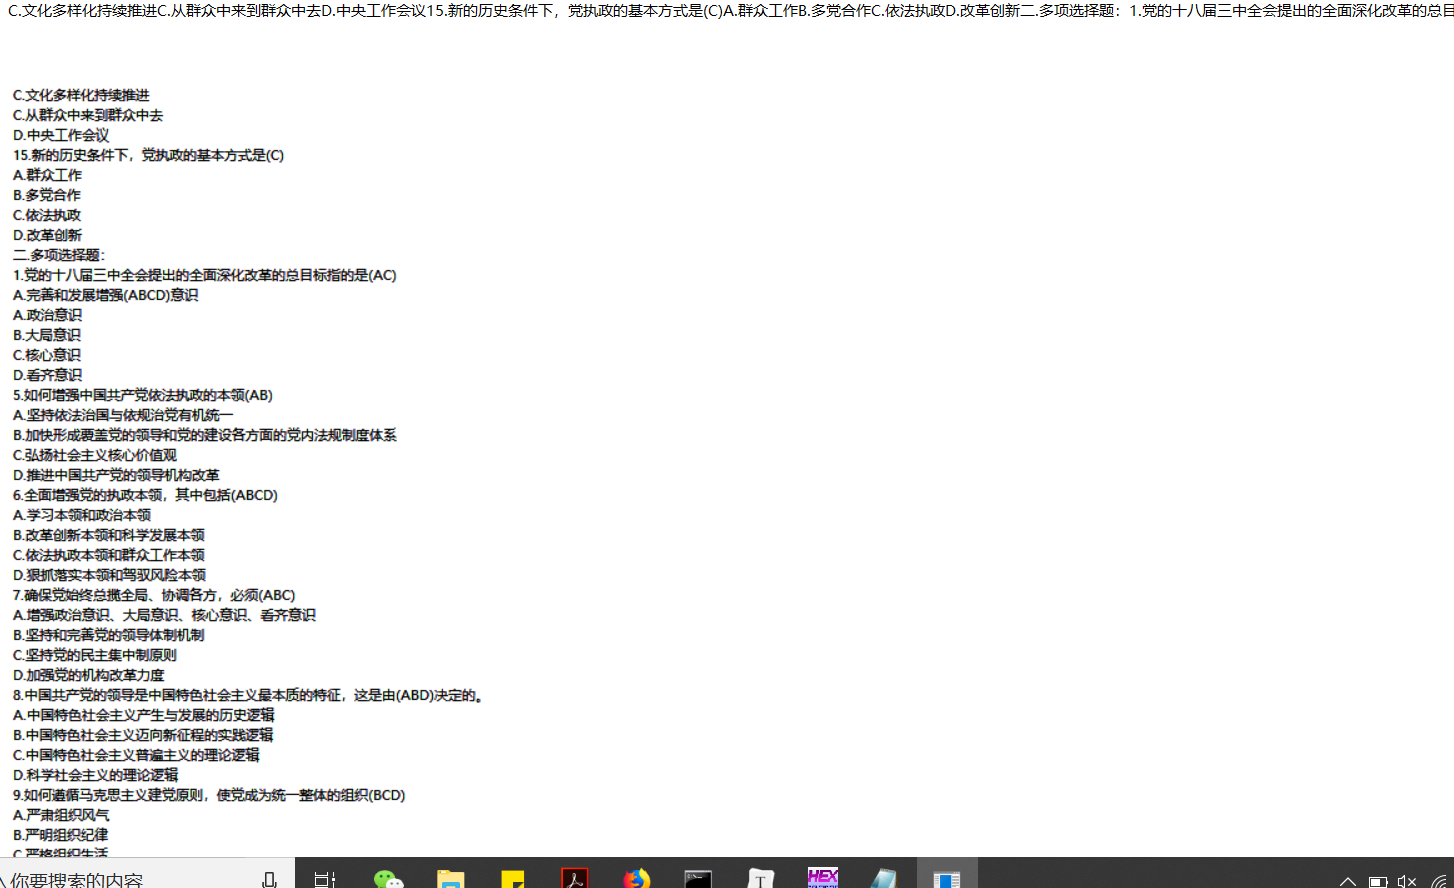 C.文化多样化持续推进C.从群众中来到群众中去D.中央工作会议15.新的历史条件下，党执政的基本方式是(C)A.群众工作B.多党合作C.依法执政D.改革创新二.多项选择题：1.党的十八届三中全会提出的全面深化改革的总目
C.文化多样化持续推进
C.从群众中来到群众中去
D.中央工作会议
15.新的历史条件下，党执政的基本方式是(C)
A.群众工作
B.多党合作
C.依法执政
D.改革创新
二.多项选择题：
1.党的十八届三中全会提出的全面深化改革的总目标指的是(AC)
A.完善和发展增强(ABCD)意识
A.政治意识
B.大局意识
C.核心意识
D.看齐意识
5.如何增强中国共产党依法执政的本领(AB)
A.坚持依法治国与依规治党有机统一
B.加快形成覆盖党的领导和党的建设各方面的党内法规制度体系
C.弘扬社会主义核心价值观
D.推进中国共产党的领导机构改革
6.全面增强党的执政本领，其中包括(ABCD)
A.学习本领和政治本领
B.改革创新本领和科学发展本领
C.依法执政本领和群众工作本领
D.狠抓落实本领和驾驭风险本领
7.确保党始终总揽全局、协调各方，必须(ABC)
A.增强政治意识、大局意识、核心意识、看齐意识
B.坚持和完善党的领导体制机制
C.坚持党的民主集中制原则
D.加强党的机构改革力度
8.中国共产党的领导是中国特色社会主义最本质的特征，这是由(ABD)决定的。
A.中国特色社会主义产生与发展的历史逻辑
B.中国特色社会主义迈向新征程的实践逻辑
C.中国特色社会主义普遍主义的理论逻辑
D.科学社会主义的理论逻辑
9.如何遵循马克思主义建党原则，使党成为统一整体的组织(BCD)
A.严肃组织风气
B.严明组织纪律
C.严格组织生活
你要搜索的内容
T
HEX